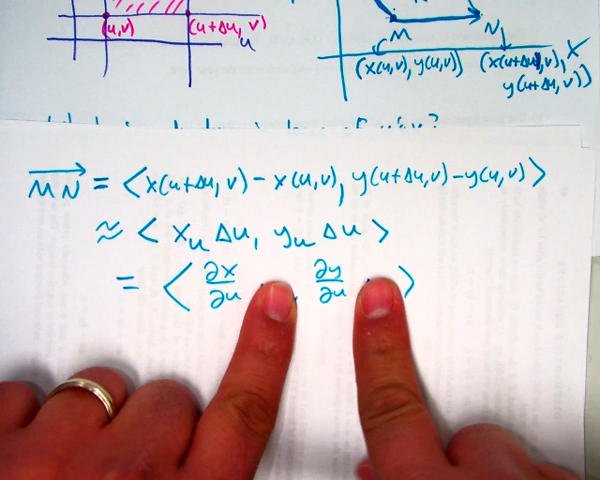 (u,v) (u+Δu, v)
u
M N
x
(x(u,v), y(u,v)) (x(u+Δu,v),
y(u+Δu,v))
MN = <x(u+Δu,v) - x(u,v), y(u+Δu,v) - y(u,v)>
≈ < x_u Δu, y_u Δu >
= < ∂x/∂u , ∂y/∂u >